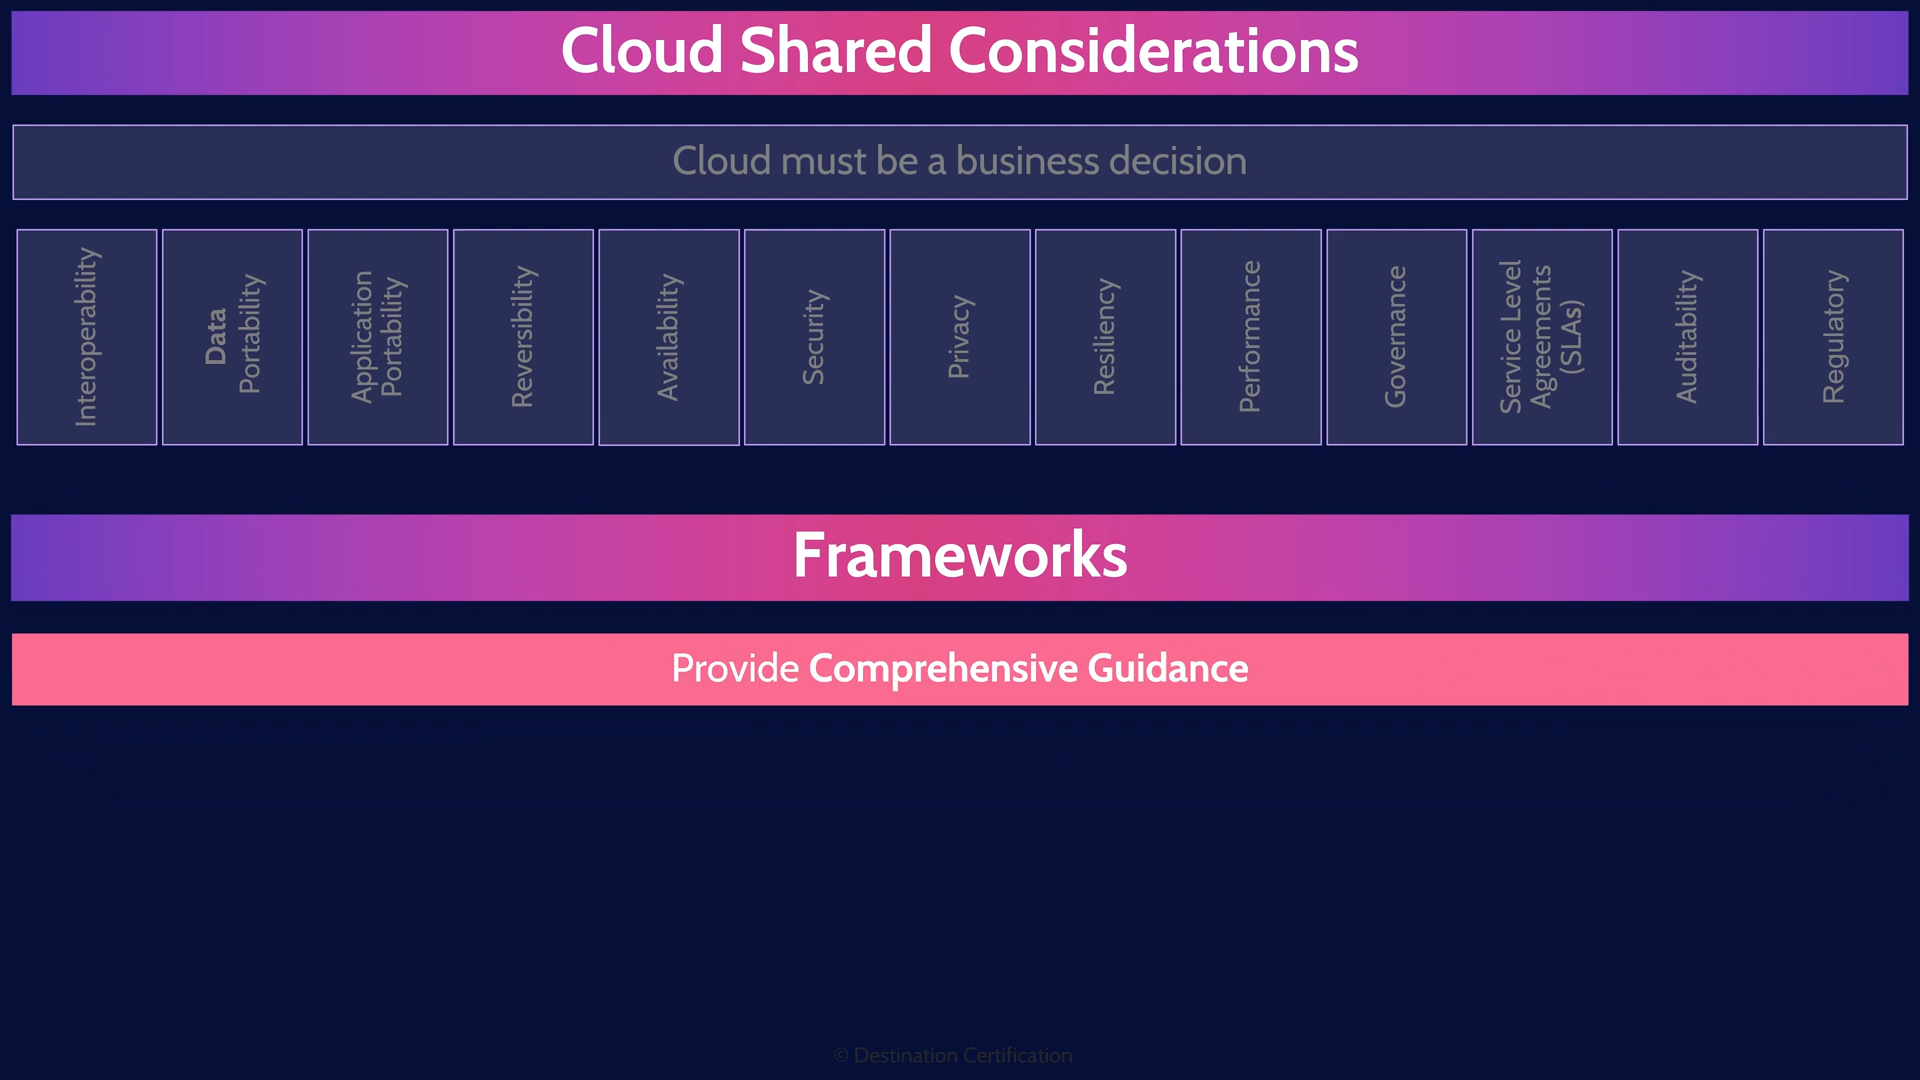 Cloud Shared Considerations
Cloud must be a business decision
Interoperability
Data
Portability
Application
Portability
Reversibility
Availability
Security
Privacy
Resiliency
Performance
Governance
Service Level
Agreements
(SLAs)
Auditability
Regulatory
Frameworks
Provide Comprehensive Guidance
© Destination Certification